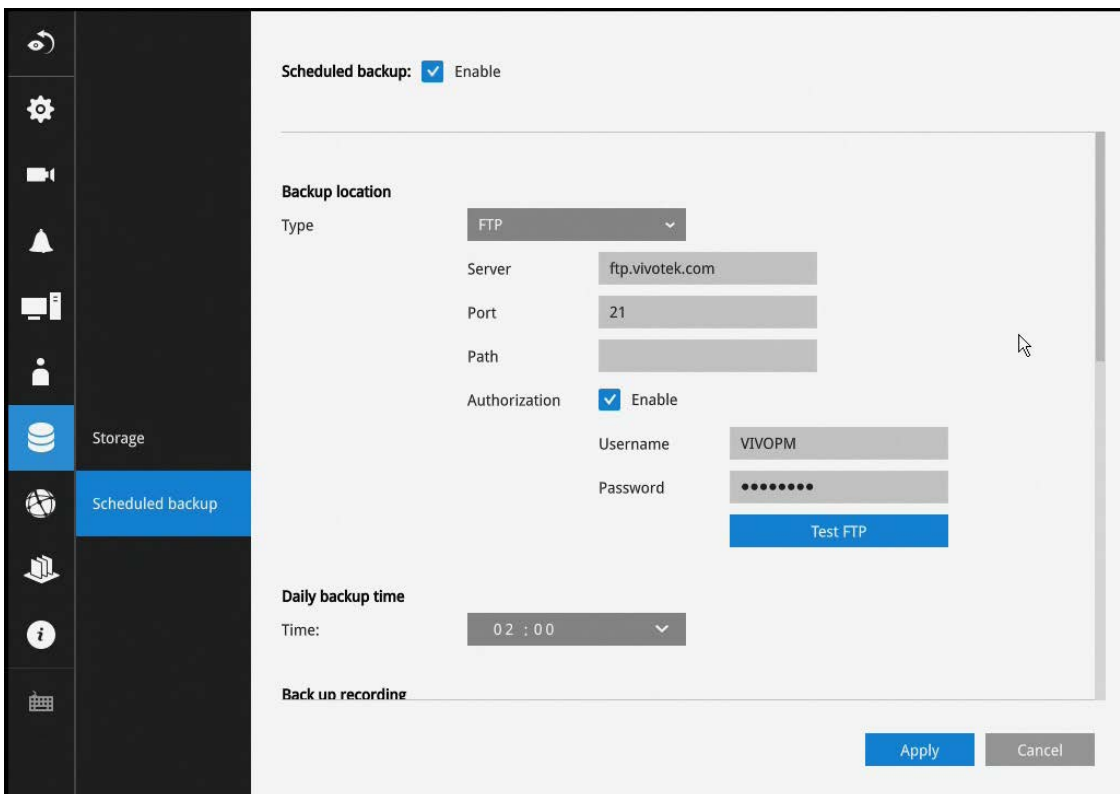 Scheduled backup: Enable
Backup location
Type FTP
Server ftp.vivotek.com
Port 21
Path
Authorization Enable
Username VIVOPM
Password ●●●●●●●●
Test FTP
Storage
Scheduled backup
Daily backup time
Time: 02 : 00
Back up recording
Apply Cancel